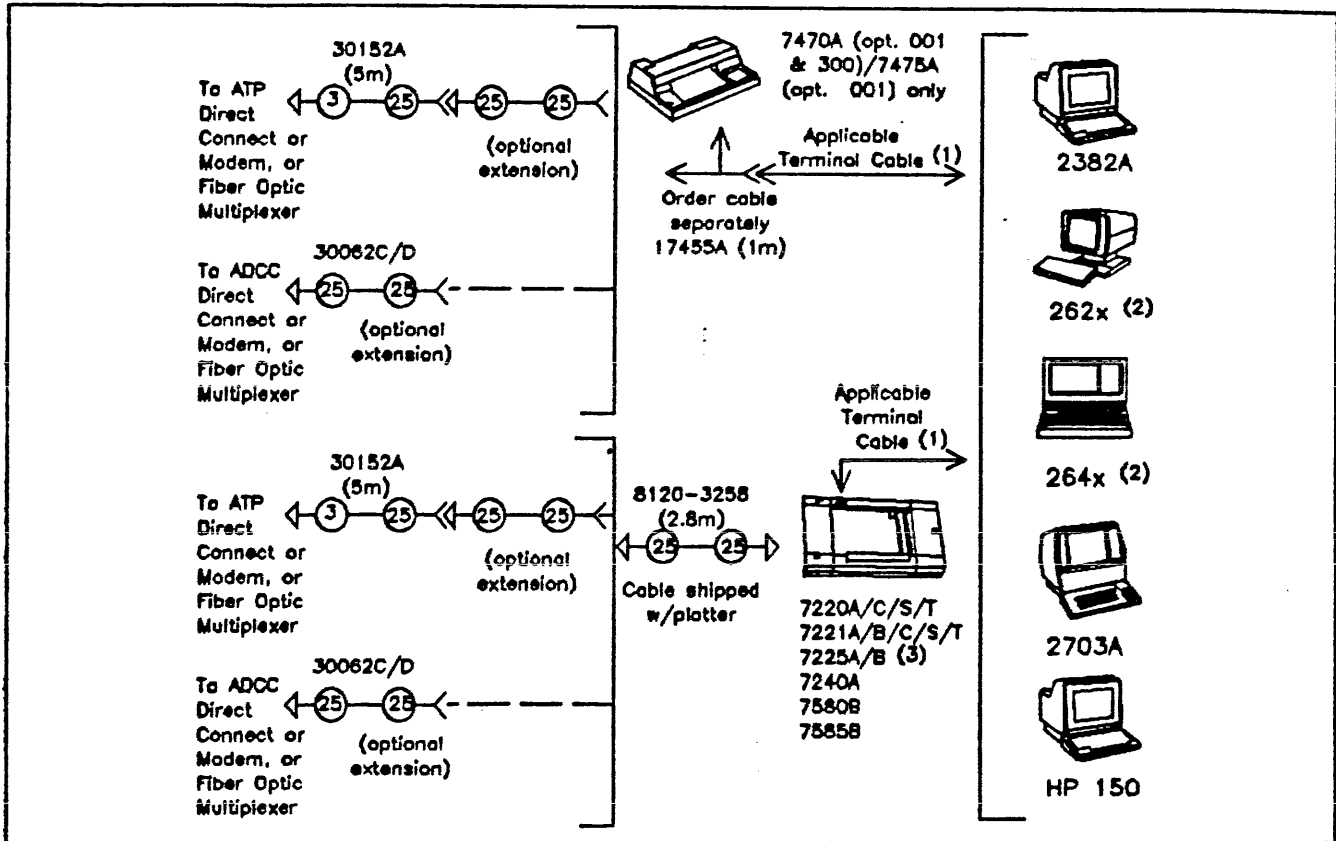 30152A
(5m)
To ATP
Direct
Connect or
Modem, or
Fiber Optic
Multiplexer
3
25
25
25
(optional
extension)
30062C/D
To ADCC
Direct
Connect or
Modem, or
Fiber Optic
Multiplexer
25
25
(optional
extension)
7470A (opt. 001
& 300)/7475A
(opt. 001) only
Applicable
Terminal Cable (1)
Order cable
separately
17455A (1m)
30152A
(5m)
To ATP
Direct
Connect or
Modem, or
Fiber Optic
Multiplexer
3
25
25
25
(optional
extension)
30062C/D
To ADCC
Direct
Connect or
Modem, or
Fiber Optic
Multiplexer
25
25
(optional
extension)
8120-3258
(2.8m)
25
25
Cable shipped
w/plotter
Applicable
Terminal
Cable (1)
7220A/C/S/T
7221A/B/C/S/T
7225A/B (3)
7240A
7580B
7585B
2382A
262x (2)
264x (2)
2703A
HP 150